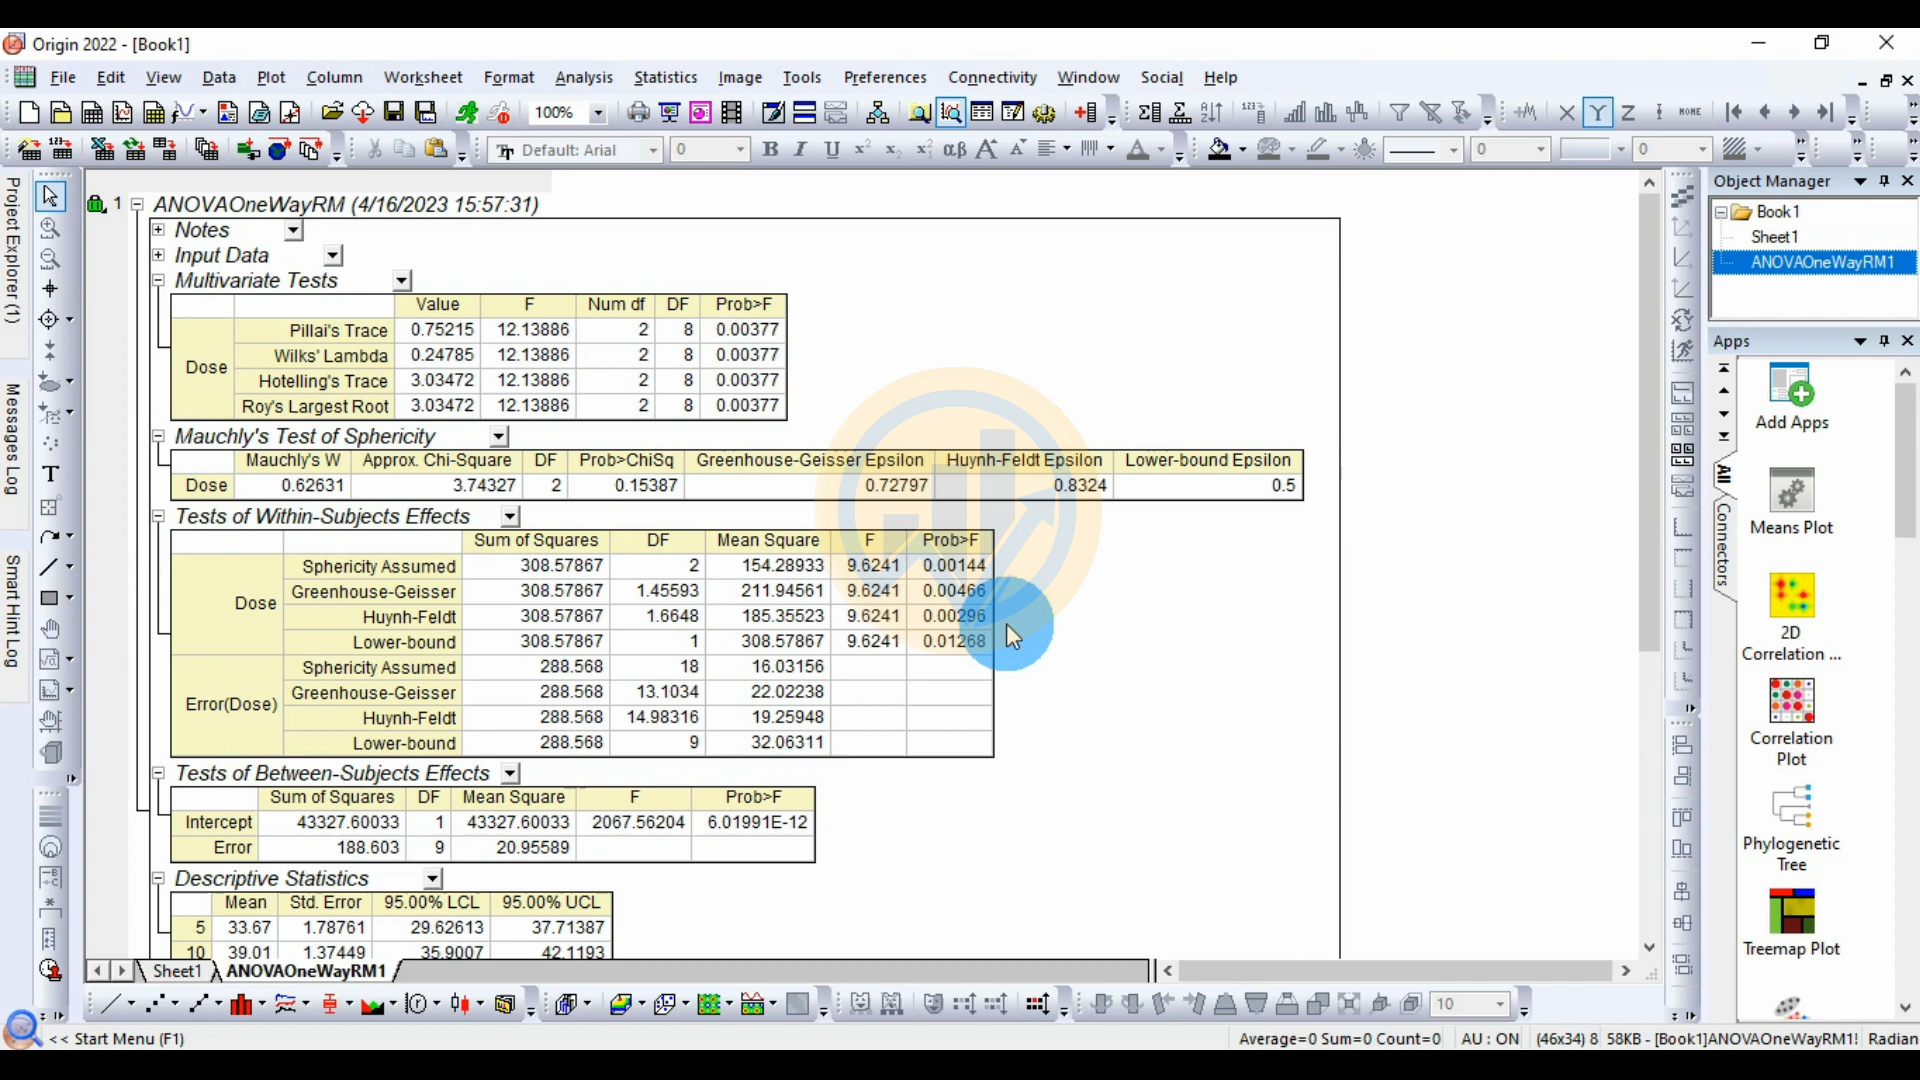 Origin 2022 - [Book1]
File Edit View Data Plot Column Worksheet Format Analysis Statistics Image Tools Preferences Connectivity Window Social Help
100%
Default: Arial 0 B I U αβ A 0 0
Project Explorer (1)
Messages Log
Smart Hint Log
1 ANOVAOneWayRM (4/16/2023 15:57:31)
Notes
Input Data
Multivariate Tests
Value F Num df DF Prob>F
Dose
Pillai's Trace 0.75215 12.13886 2 8 0.00377
Wilks' Lambda 0.24785 12.13886 2 8 0.00377
Hotelling's Trace 3.03472 12.13886 2 8 0.00377
Roy's Largest Root 3.03472 12.13886 2 8 0.00377
Mauchly's Test of Sphericity
Mauchly's W Approx. Chi-Square DF Prob>ChiSq Greenhouse-Geisser Epsilon Huynh-Feldt Epsilon Lower-bound Epsilon
Dose 0.62631 3.74327 2 0.15387 0.72797 0.8324 0.5
Tests of Within-Subjects Effects
Sum of Squares DF Mean Square F Prob>F
Dose
Sphericity Assumed 308.57867 2 154.28933 9.6241 0.00144
Greenhouse-Geisser 308.57867 1.45593 211.94561 9.6241 0.00466
Huynh-Feldt 308.57867 1.6648 185.35523 9.6241 0.00296
Lower-bound 308.57867 1 308.57867 9.6241 0.01268
Error(Dose)
Sphericity Assumed 288.568 18 16.03156
Greenhouse-Geisser 288.568 13.1034 22.02238
Huynh-Feldt 288.568 14.98316 19.25948
Lower-bound 288.568 9 32.06311
Tests of Between-Subjects Effects
Sum of Squares DF Mean Square F Prob>F
Intercept 43327.60033 1 43327.60033 2067.56204 6.01991E-12
Error 188.603 9 20.95589
Descriptive Statistics
Mean Std. Error 95.00% LCL 95.00% UCL
5 33.67 1.78761 29.62613 37.71387
10 39.01 1.37449 35.9007 42.1193
Sheet1 ANOVAOneWayRM1
10
<< Start Menu (F1)
Average=0 Sum=0 Count=0 AU : ON (46x34) 8 58KB - [Book1]ANOVAOneWayRM1! Radian
Object Manager
Book1
Sheet1
ANOVAOneWayRM1
Apps
All
Connectors
Add Apps
Means Plot
2D
Correlation ...
Correlation
Plot
Phylogenetic
Tree
Treemap Plot